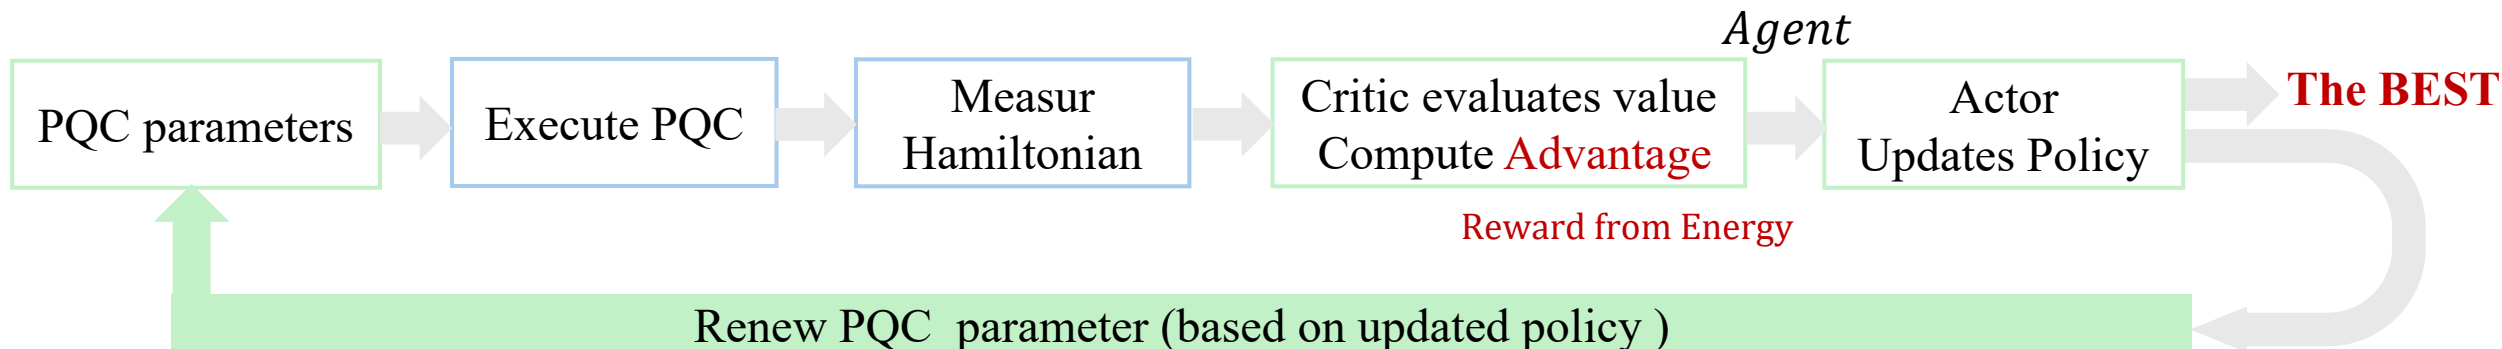 Agent
PQC parameters
Execute PQC
Measur
Hamiltonian
Critic evaluates value
Compute Advantage
Actor
Updates Policy
The BEST
Reward from Energy
Renew PQC  parameter (based on updated policy )